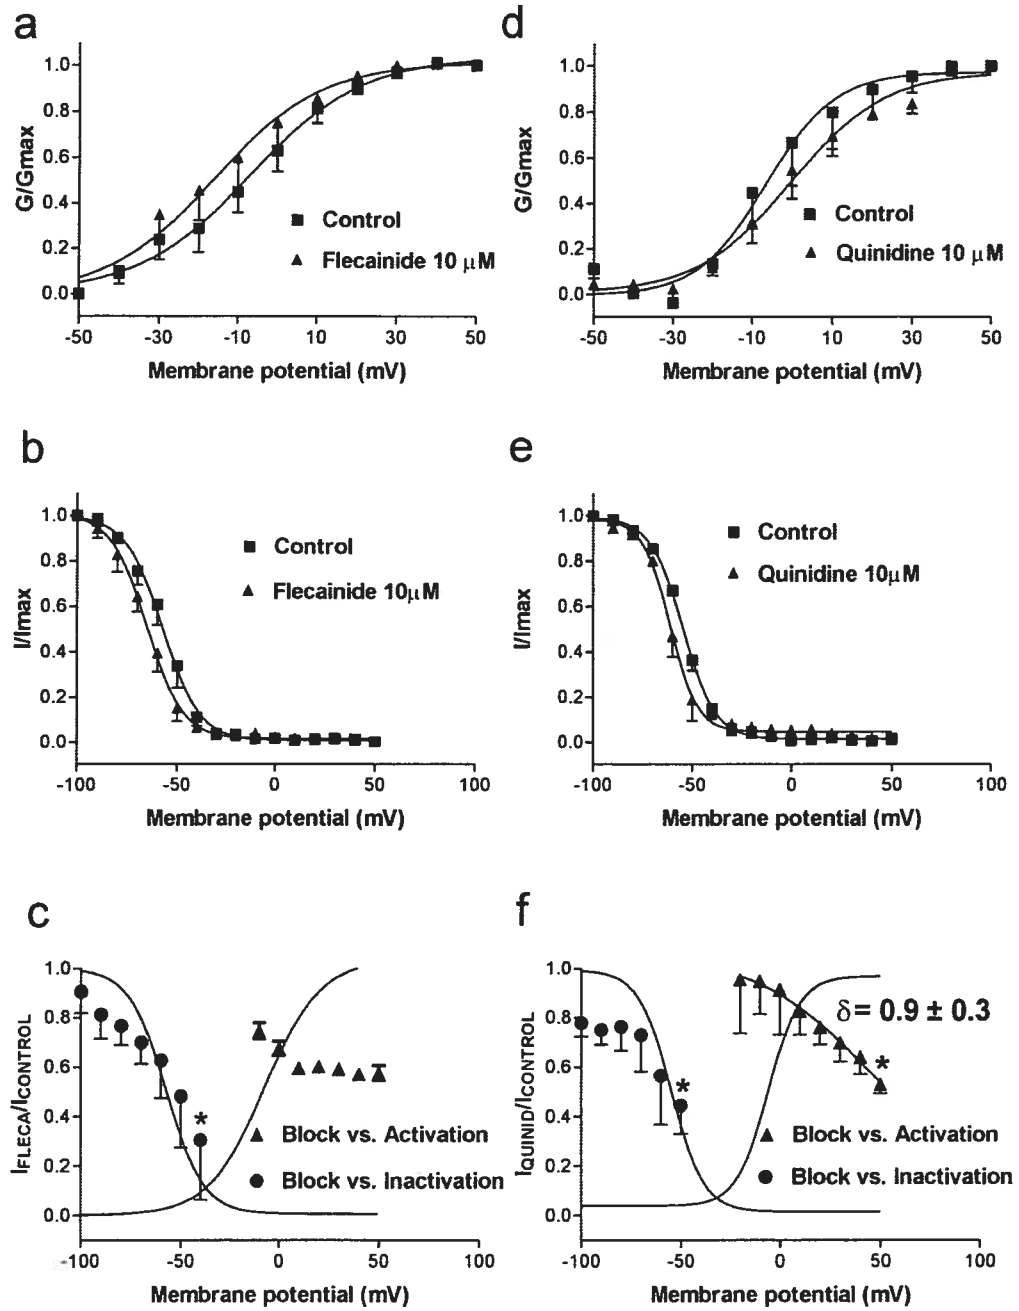 a
1.0
0.8
0.6
0.4
0.2
0.0
G/Gmax
Control
Flecainide 10 μM
-50 -30 -10 10 30 50
Membrane potential (mV)
d
1.0
0.8
0.6
0.4
0.2
0.0
G/Gmax
Control
Quinidine 10 μM
-50 -30 -10 10 30 50
Membrane potential (mV)
b
1.0
0.8
0.6
0.4
0.2
0.0
I/Imax
Control
Flecainide 10μM
-100 -50 0 50 100
Membrane potential (mV)
e
1.0
0.8
0.6
0.4
0.2
0.0
I/Imax
Control
Quinidine 10μM
-100 -50 0 50 100
Membrane potential (mV)
c
1.0
0.8
0.6
0.4
0.2
0.0
IFLECA/ICONTROL
*
Block vs. Activation
Block vs. Inactivation
-100 -50 0 50 100
Membrane potential (mV)
f
1.0
0.8
0.6
0.4
0.2
0.0
IQUINID/ICONTROL
δ = 0.9 ± 0.3
*
*
Block vs. Activation
Block vs. Inactivation
-100 -50 0 50 100
Membrane potential (mV)